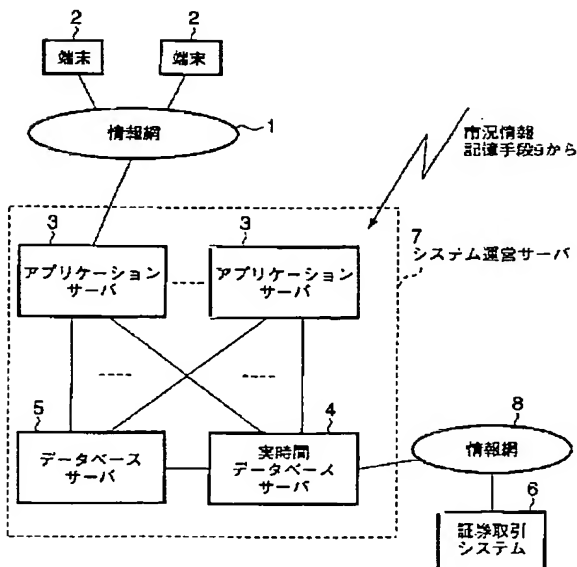 2
2
端末
端末
情報網
1
市況情報
記憶手段9から
3
3
7
アプリケーション
サーバ
アプリケーション
サーバ
システム運営サーバ
5
4
8
データベース
サーバ
実時間
データベース
サーバ
情報網
6
証券取引
システム